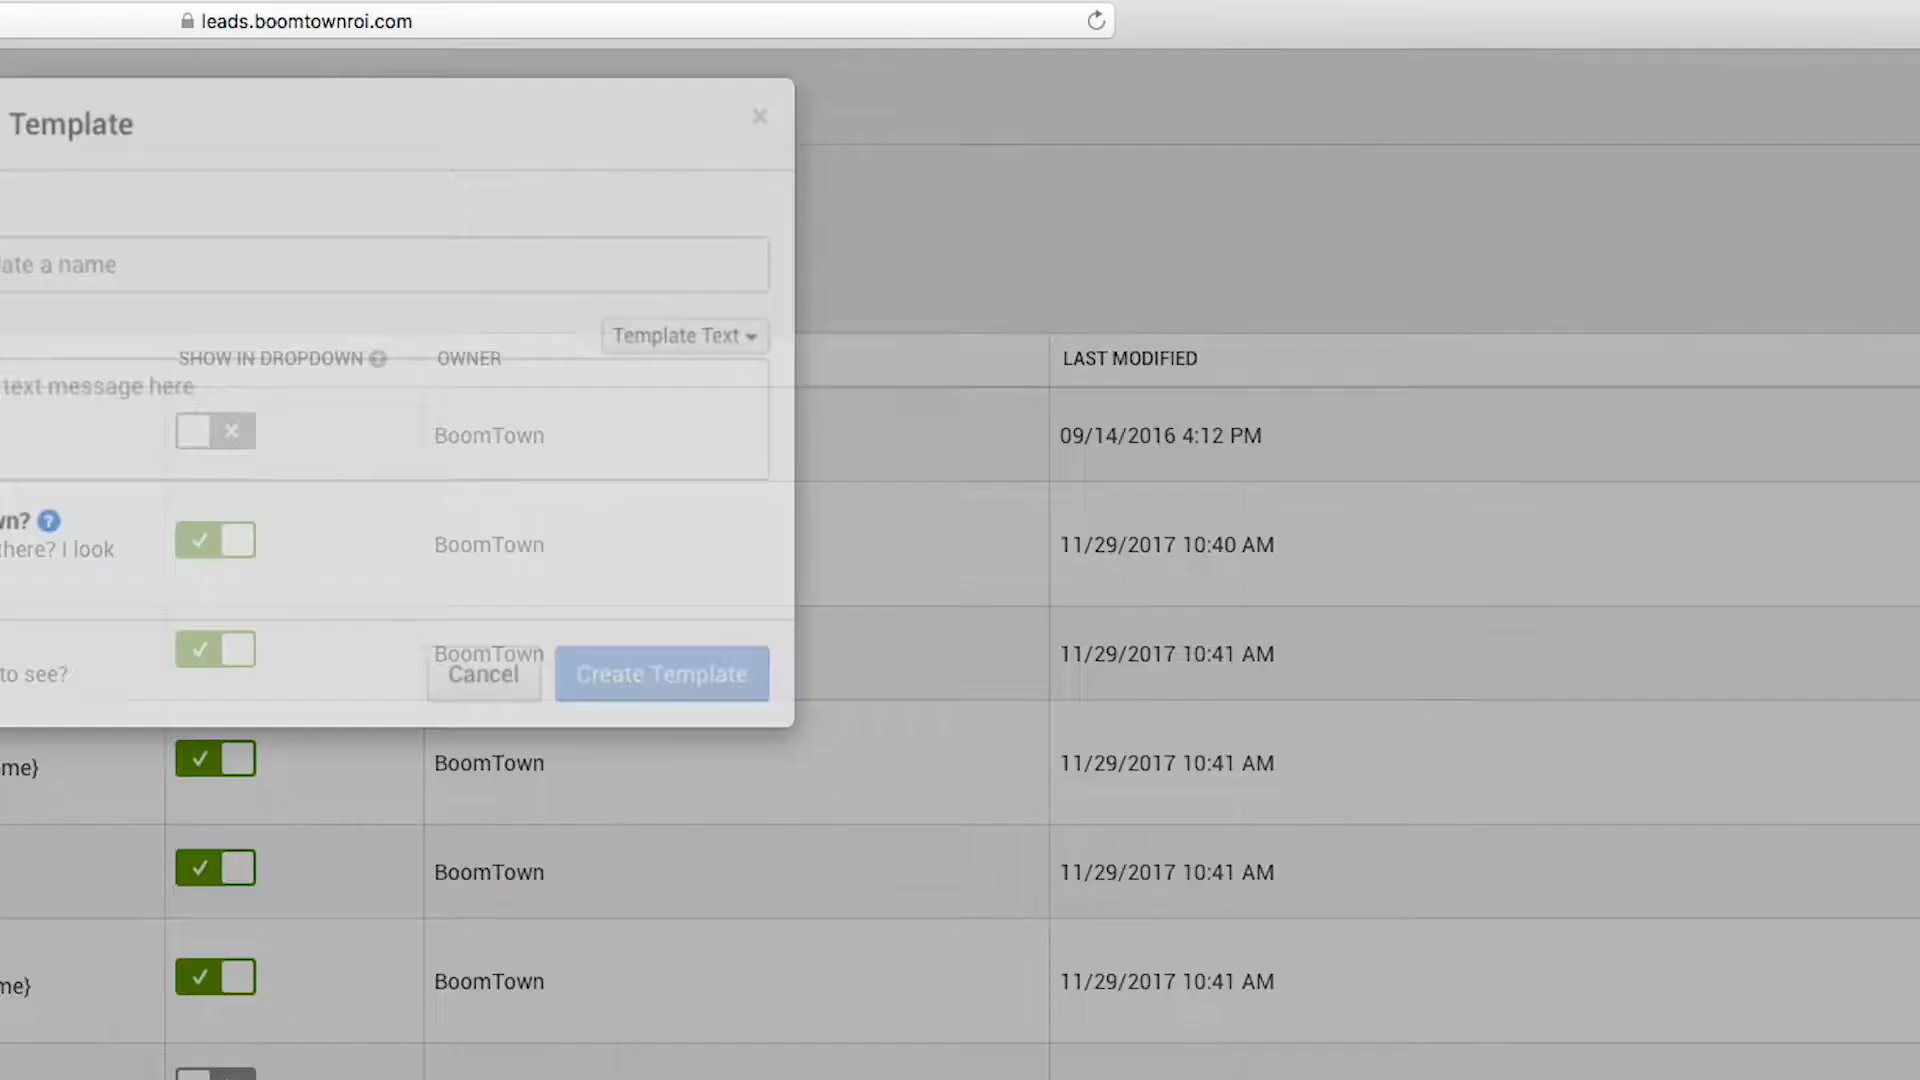 leads.boomtownroi.com
Template
ate a name
Template Text
SHOW IN DROPDOWN OWNER LAST MODIFIED
text message here
BoomTown 09/14/2016 4:12 PM
wn?
there? I look
BoomTown 11/29/2017 10:40 AM
BoomTown 11/29/2017 10:41 AM
to see?
Cancel Create Template
BoomTown 11/29/2017 10:41 AM
me}
BoomTown 11/29/2017 10:41 AM
BoomTown 11/29/2017 10:41 AM
me}